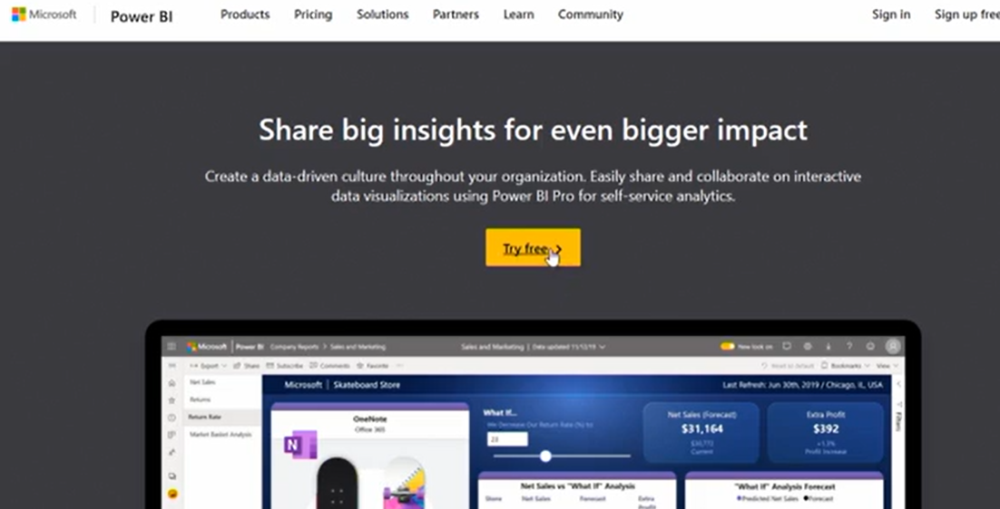 Microsoft Power BI Products Pricing Solutions Partners Learn Community Sign in Sign up free
Share big insights for even bigger impact
Create a data-driven culture throughout your organization. Easily share and collaborate on interactive
data visualizations using Power BI Pro for self-service analytics.
Try free
Microsoft Power BI Company Reports > Sales and Marketing Sales and Marketing | Data updated 11/13/19 New look on
Export Share Subscribe Comments Favorite Reset to default Bookmarks View
Net Sales
Returns
Return Rate
Market Basket Analysis
Microsoft | Skateboard Store Last Refresh: Jun 30th, 2019 / Chicago, IL, USA
OneNote
Office 365
N
What If...
We Decrease Our Return Rate (%) to:
23
Net Sales (Forecast)
$31,164
Current
Extra Profit
$392
+1.3%
Profit Increase
Filters
Net Sales vs "What If" Analysis
Store Net Sales Forecast Extra
Profit
"What If" Analysis Forecast
Predicted Net Sales Forecast